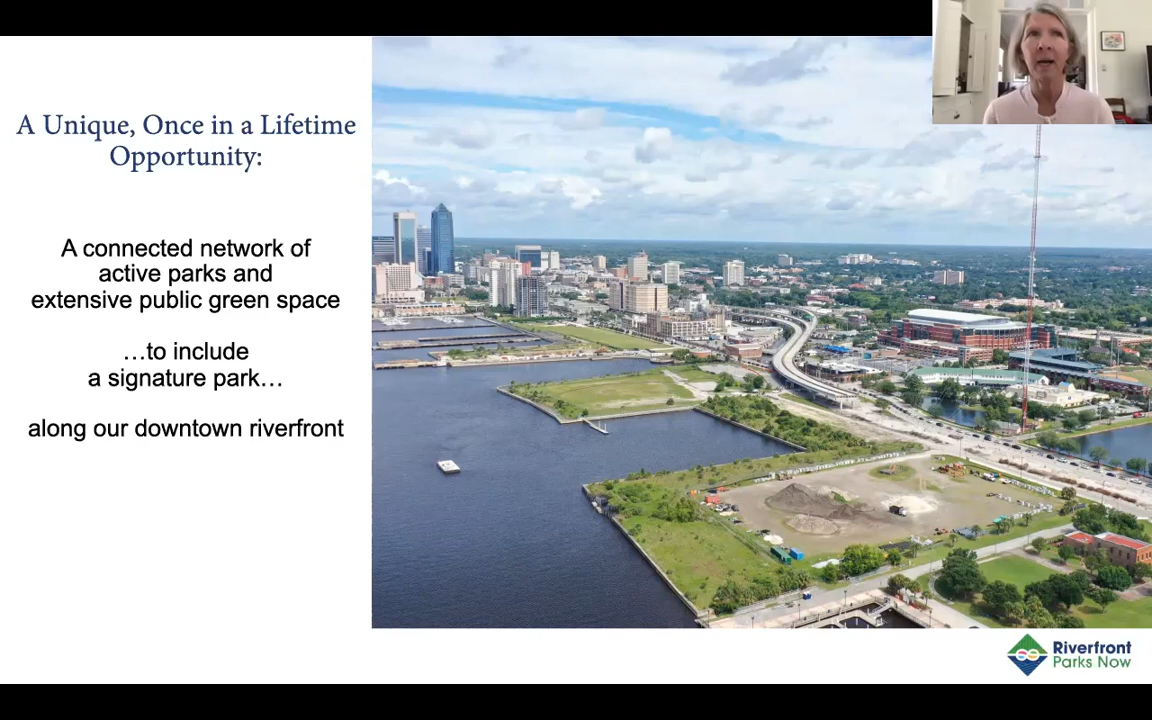 A Unique, Once in a Lifetime
Opportunity:
A connected network of
active parks and
extensive public green space
…to include
a signature park…
along our downtown riverfront
Riverfront
Parks Now